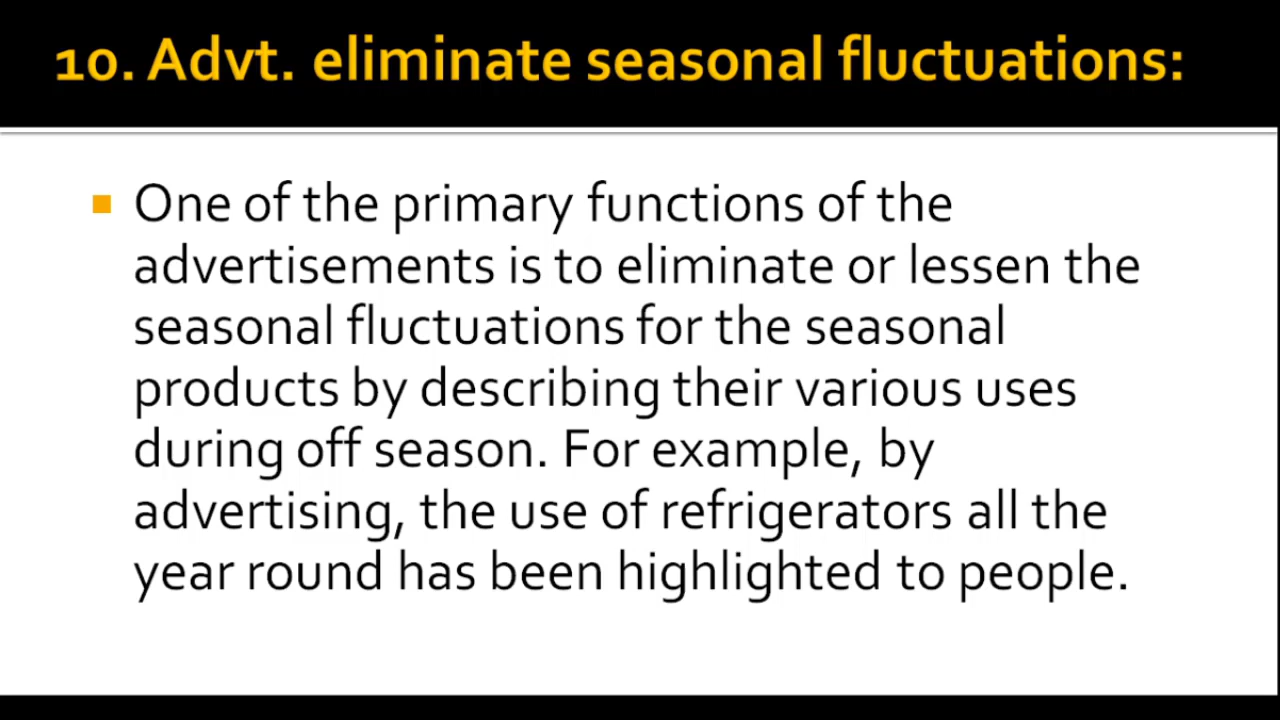 10. Advt. eliminate seasonal fluctuations:
One of the primary functions of the
advertisements is to eliminate or lessen the
seasonal fluctuations for the seasonal
products by describing their various uses
during off season. For example, by
advertising, the use of refrigerators all the
year round has been highlighted to people.